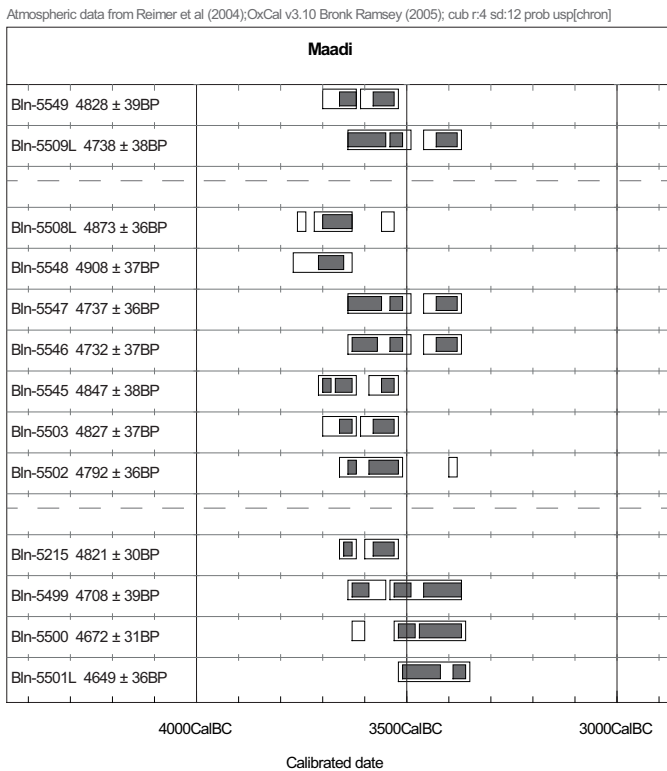 Atmospheric data from Reimer et al (2004);OxCal v3.10 Bronk Ramsey (2005); cub r:4 sd:12 prob usp[chron]
Maadi
Bln-5549 4828 ± 39BP
Bln-5509L 4738 ± 38BP
Bln-5508L 4873 ± 36BP
Bln-5548 4908 ± 37BP
Bln-5547 4737 ± 36BP
Bln-5546 4732 ± 37BP
Bln-5545 4847 ± 38BP
Bln-5503 4827 ± 37BP
Bln-5502 4792 ± 36BP
Bln-5215 4821 ± 30BP
Bln-5499 4708 ± 39BP
Bln-5500 4672 ± 31BP
Bln-5501L 4649 ± 36BP
4000CalBC 3500CalBC 3000CalBC
Calibrated date